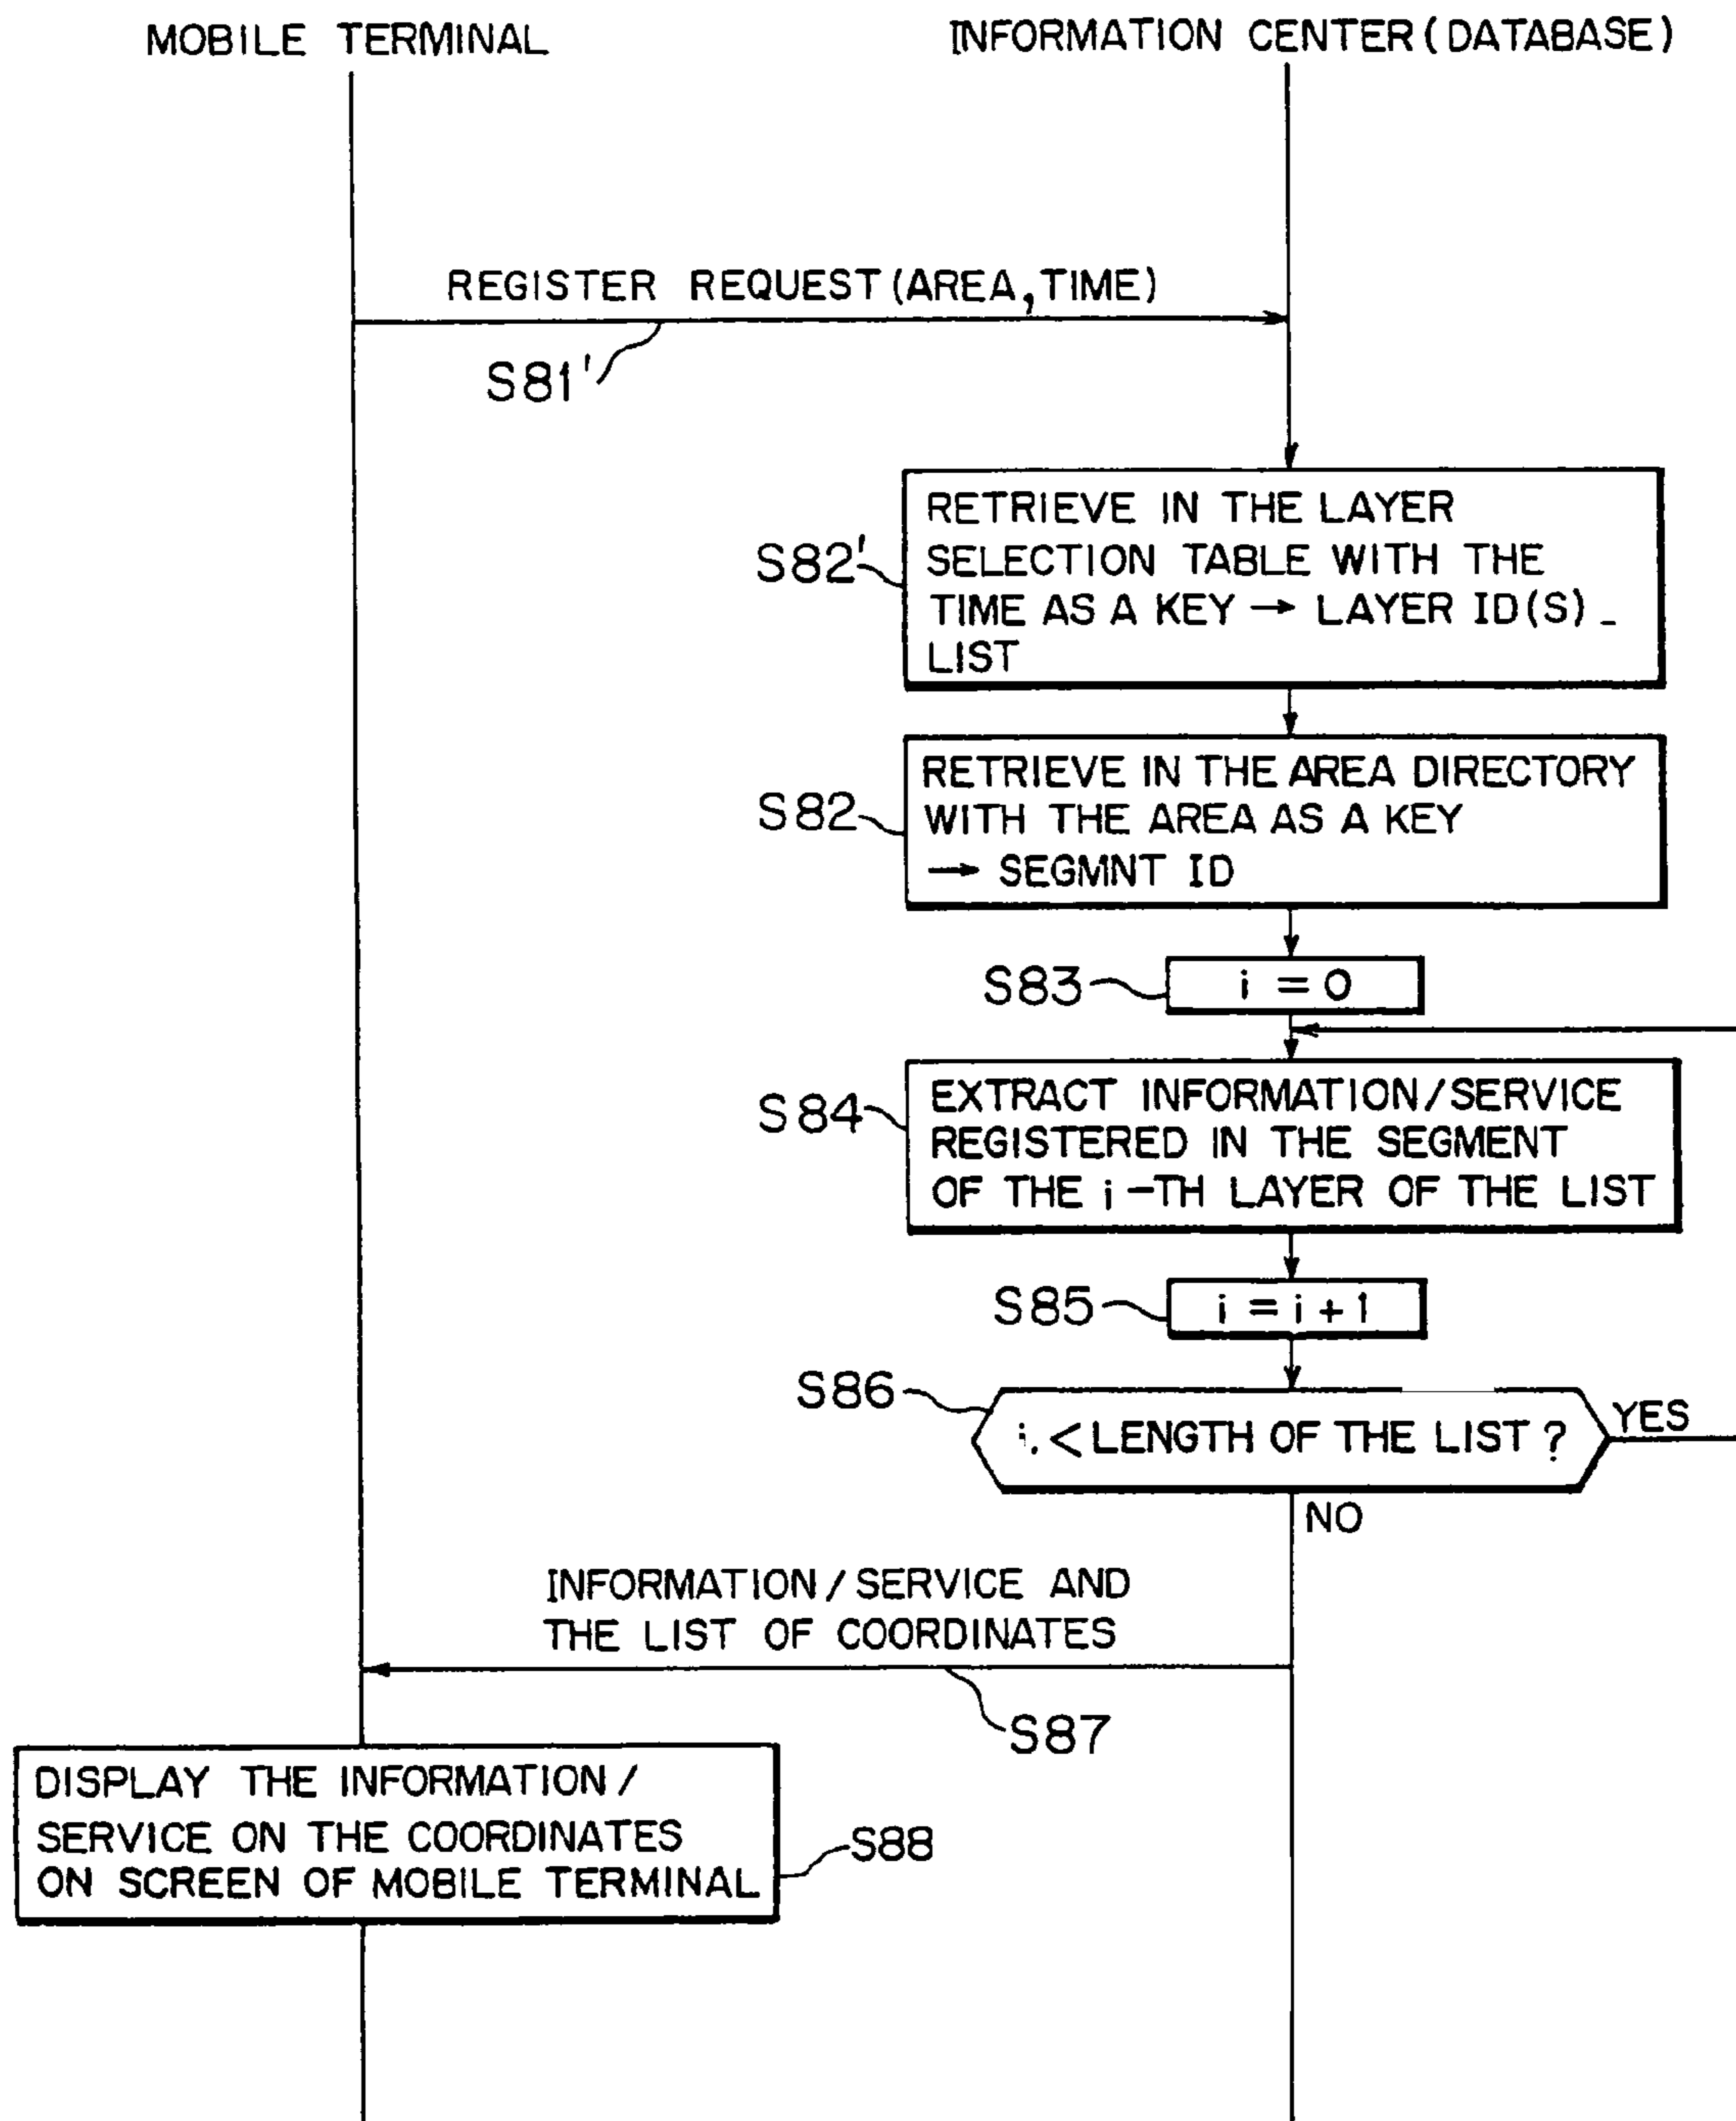 MOBILE TERMINAL
INFORMATION CENTER (DATABASE)
REGISTER REQUEST (AREA, TIME)
S81'
RETRIEVE IN THE LAYER
SELECTION TABLE WITH THE
TIME AS A KEY → LAYER ID(S)_
LIST
S82'
RETRIEVE IN THE AREA DIRECTORY
WITH THE AREA AS A KEY
→ SEGMNT ID
S82
S83
i = 0
EXTRACT INFORMATION/SERVICE
REGISTERED IN THE SEGMENT
OF THE i-TH LAYER OF THE LIST
S84
S85
i = i + 1
S86
i < LENGTH OF THE LIST ?
YES
NO
INFORMATION / SERVICE AND
THE LIST OF COORDINATES
S87
DISPLAY THE INFORMATION /
SERVICE ON THE COORDINATES
ON SCREEN OF MOBILE TERMINAL
S88